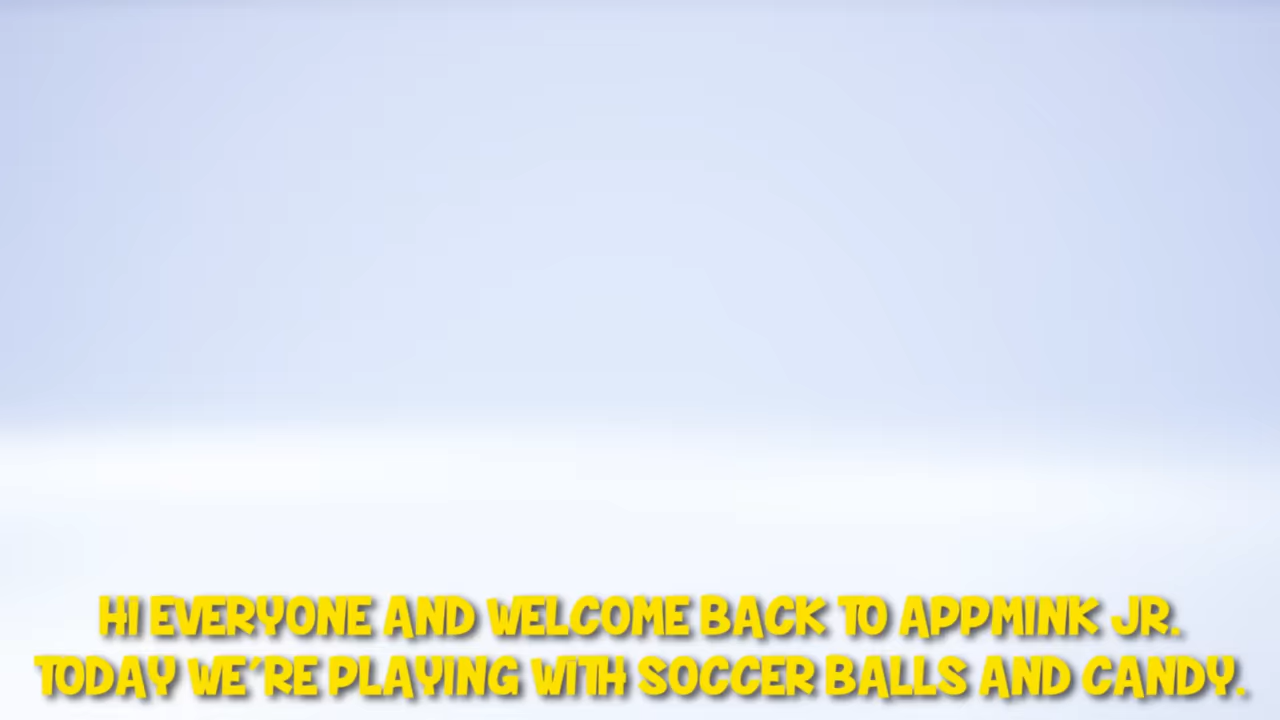 HI EVERYONE AND WELCOME BACK TO APPMINK JR.
TODAY WE'RE PLAYING WITH SOCCER BALLS AND CANDY.